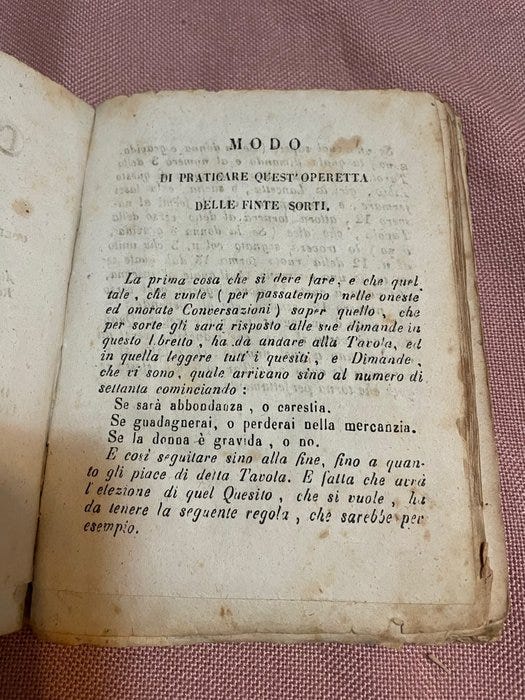 MODO
DI PRATICARE QUEST'OPERETTA
DELLE FINTE SORTI.
La prima cosa che si deve fare, e che quel
tale, che vuole (per passatempo nelle oneste
ed onorate Conversazioni) saper quello, che
per sorte gli sarà risposto alle sue dimande in
questo Libretto, ha da andare alla Tavola, ed
in quella leggere tutt'i quesiti, e Dimande,
che vi sono, quale arrivano sino al numero di
settanta cominciando:
Se sarà abbondanza, o carestia.
Se guadagnerai, o perderai nella mercanzia.
Se la donna è gravida, o no.
E così seguitare sino alla fine, fino a quan-
to gli piace di detta Tavola. E fatta che avrà
l'elezione di quel Quesito, che si vuole, ha
da tenere la seguente regola, che sarebbe per
esempio.